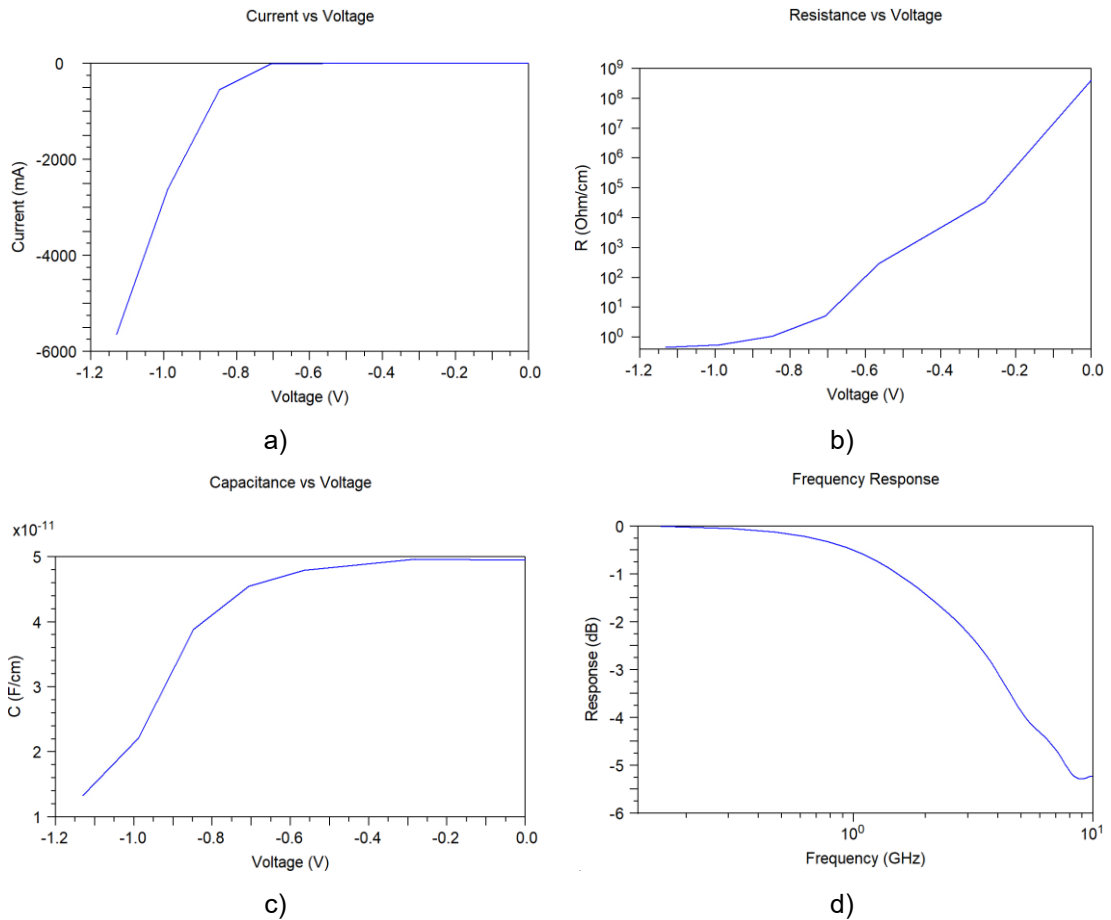 Current vs Voltage
0
-2000
-4000
-6000
Current (mA)
-1.2 -1.0 -0.8 -0.6 -0.4 -0.2 0.0
Voltage (V)
a)
Resistance vs Voltage
10^9
10^8
10^7
10^6
10^5
10^4
10^3
10^2
10^1
10^0
R (Ohm/cm)
-1.2 -1.0 -0.8 -0.6 -0.4 -0.2 0.0
Voltage (V)
b)
Capacitance vs Voltage
x10^-11
5
4
3
2
1
C (F/cm)
-1.2 -1.0 -0.8 -0.6 -0.4 -0.2 0.0
Voltage (V)
c)
Frequency Response
0
-1
-2
-3
-4
-5
-6
Response (dB)
10^0 10^1
Frequency (GHz)
d)